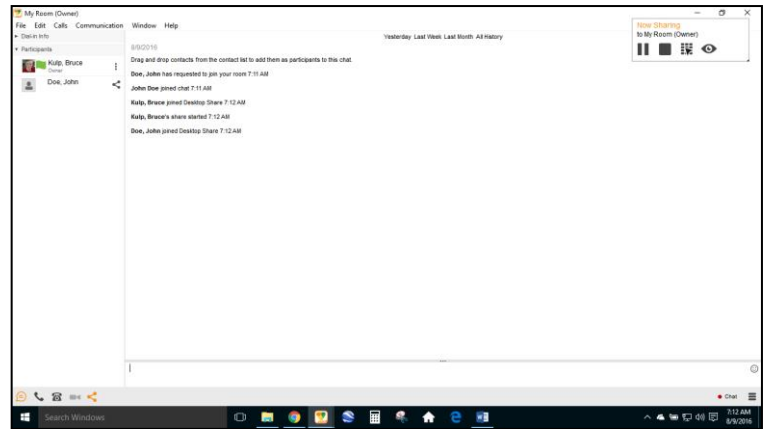 My Room (Owner)
File Edit Calls Communication Window Help
Now Sharing
to My Room (Owner)
Dial-in Info
Yesterday Last Week Last Month All History
Participants
8/9/2016
Kulp, Bruce
Owner
Drag and drop contacts from the contact list to add them as participants to this chat.
Doe, John has requested to join your room 7:11 AM
Doe, John
John Doe joined chat 7:11 AM
Kulp, Bruce joined Desktop Share 7:12 AM
Kulp, Bruce's share started 7:12 AM
Doe, John joined Desktop Share 7:12 AM
Chat
Search Windows
7:12 AM
8/9/2016